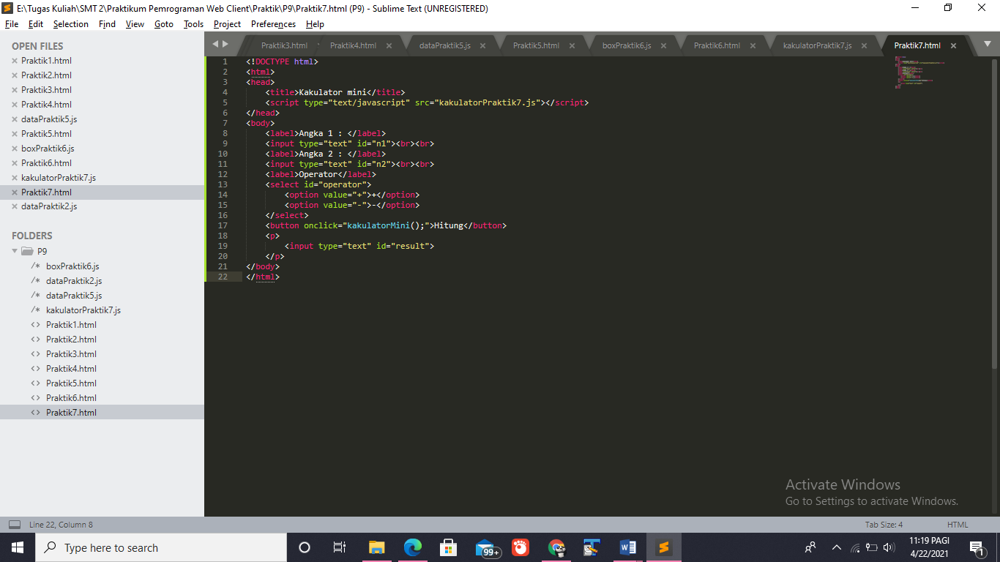 E:\Tugas Kuliah\SMT 2\Praktikum Pemrograman Web Client\Praktik\P9\Praktik7.html (P9) - Sublime Text (UNREGISTERED)
File Edit Selection Find View Goto Tools Project Preferences Help
OPEN FILES
Praktik1.html
Praktik2.html
Praktik3.html
Praktik4.html
dataPraktik5.js
Praktik5.html
boxPraktik6.js
Praktik6.html
kakulatorPraktik7.js
Praktik7.html
dataPraktik2.js
FOLDERS
P9
/* boxPraktik6.js
/* dataPraktik2.js
/* dataPraktik5.js
/* kakulatorPraktik7.js
<> Praktik1.html
<> Praktik2.html
<> Praktik3.html
<> Praktik4.html
<> Praktik5.html
<> Praktik6.html
<> Praktik7.html
Praktik3.html Praktik4.html dataPraktik5.js Praktik5.html boxPraktik6.js Praktik6.html kakulatorPraktik7.js Praktik7.html
1 <!DOCTYPE html>
2 <html>
3 <head>
4 <title>Kakulator mini</title>
5 <script type="text/javascript" src="kakulatorPraktik7.js"></script>
6 </head>
7 <body>
8 <label>Angka 1 : </label>
9 <input type="text" id="n1"><br><br>
10 <label>Angka 2 : </label>
11 <input type="text" id="n2"><br><br>
12 <label>Operator</label>
13 <select id="operator">
14 <option value="+">+</option>
15 <option value="-">-</option>
16 </select>
17 <button onclick="kakulatorMini();">Hitung</button>
18 <p>
19 <input type="text" id="result">
20 </p>
21 </body>
22 </html>
Activate Windows
Go to Settings to activate Windows.
Line 22, Column 8 Tab Size: 4 HTML
Type here to search
99+
11:19 PAGI
4/22/2021
1